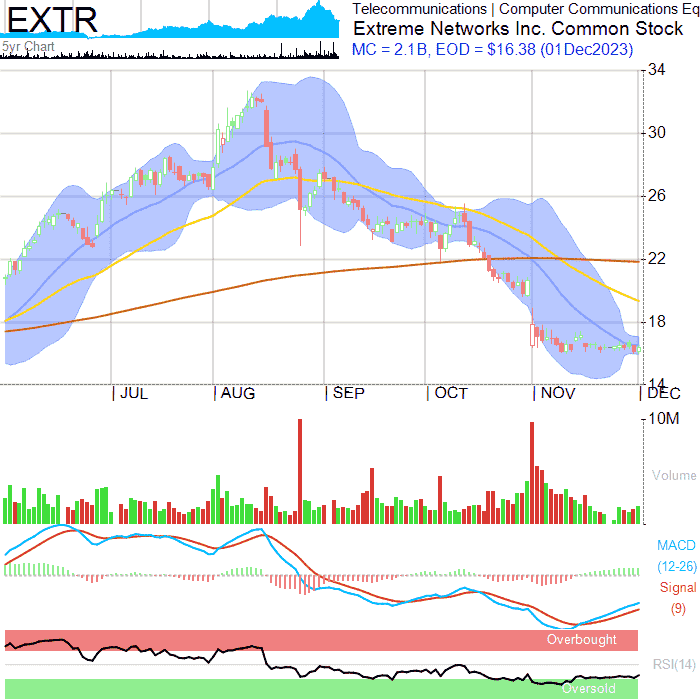 EXTR
5yr Chart
Telecommunications | Computer Communications Eq
Extreme Networks Inc. Common Stock
MC = 2.1B, EOD = $16.38 (01Dec2023)
34
30
26
22
18
14
JUL
AUG
SEP
OCT
NOV
DEC
10M
Volume
MACD
(12-26)
Signal
(9)
Overbought
RSI(14)
Oversold